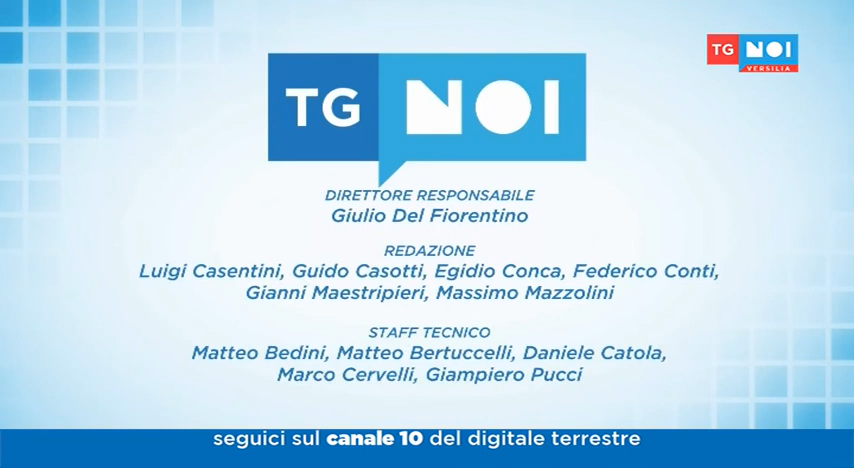 TG NOI
VERSILIA
TG NOI
DIRETTORE RESPONSABILE
Giulio Del Fiorentino
REDAZIONE
Luigi Casentini, Guido Casotti, Egidio Conca, Federico Conti,
Gianni Maestripieri, Massimo Mazzolini
STAFF TECNICO
Matteo Bedini, Matteo Bertuccelli, Daniele Catola,
Marco Cervelli, Giampiero Pucci
seguici sul canale 10 del digitale terrestre